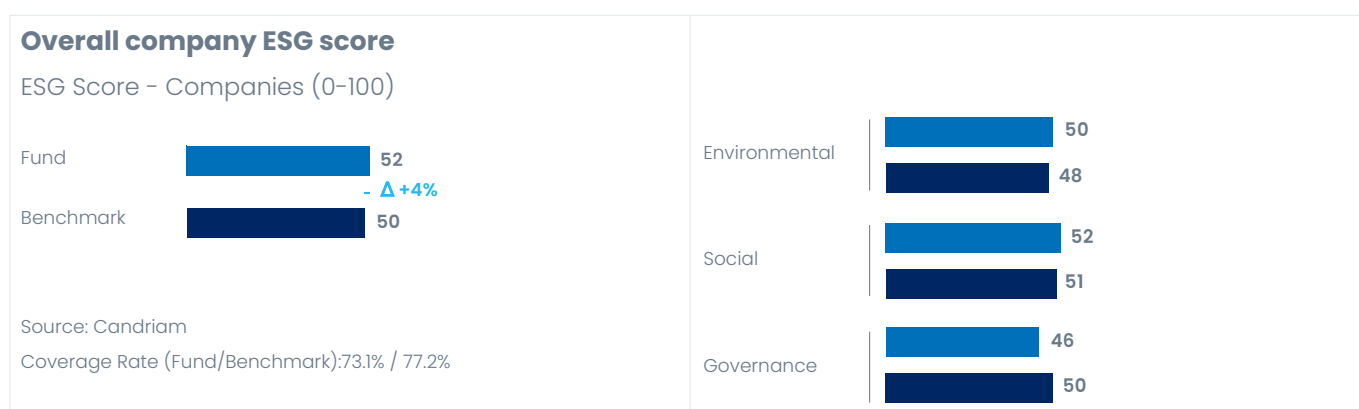 Overall company ESG score
ESG Score - Companies (0-100)
Fund 52
- Δ +4%
Benchmark 50
Source: Candriam
Coverage Rate (Fund/Benchmark):73.1% / 77.2%
Environmental
50
48
Social
52
51
Governance
46
50